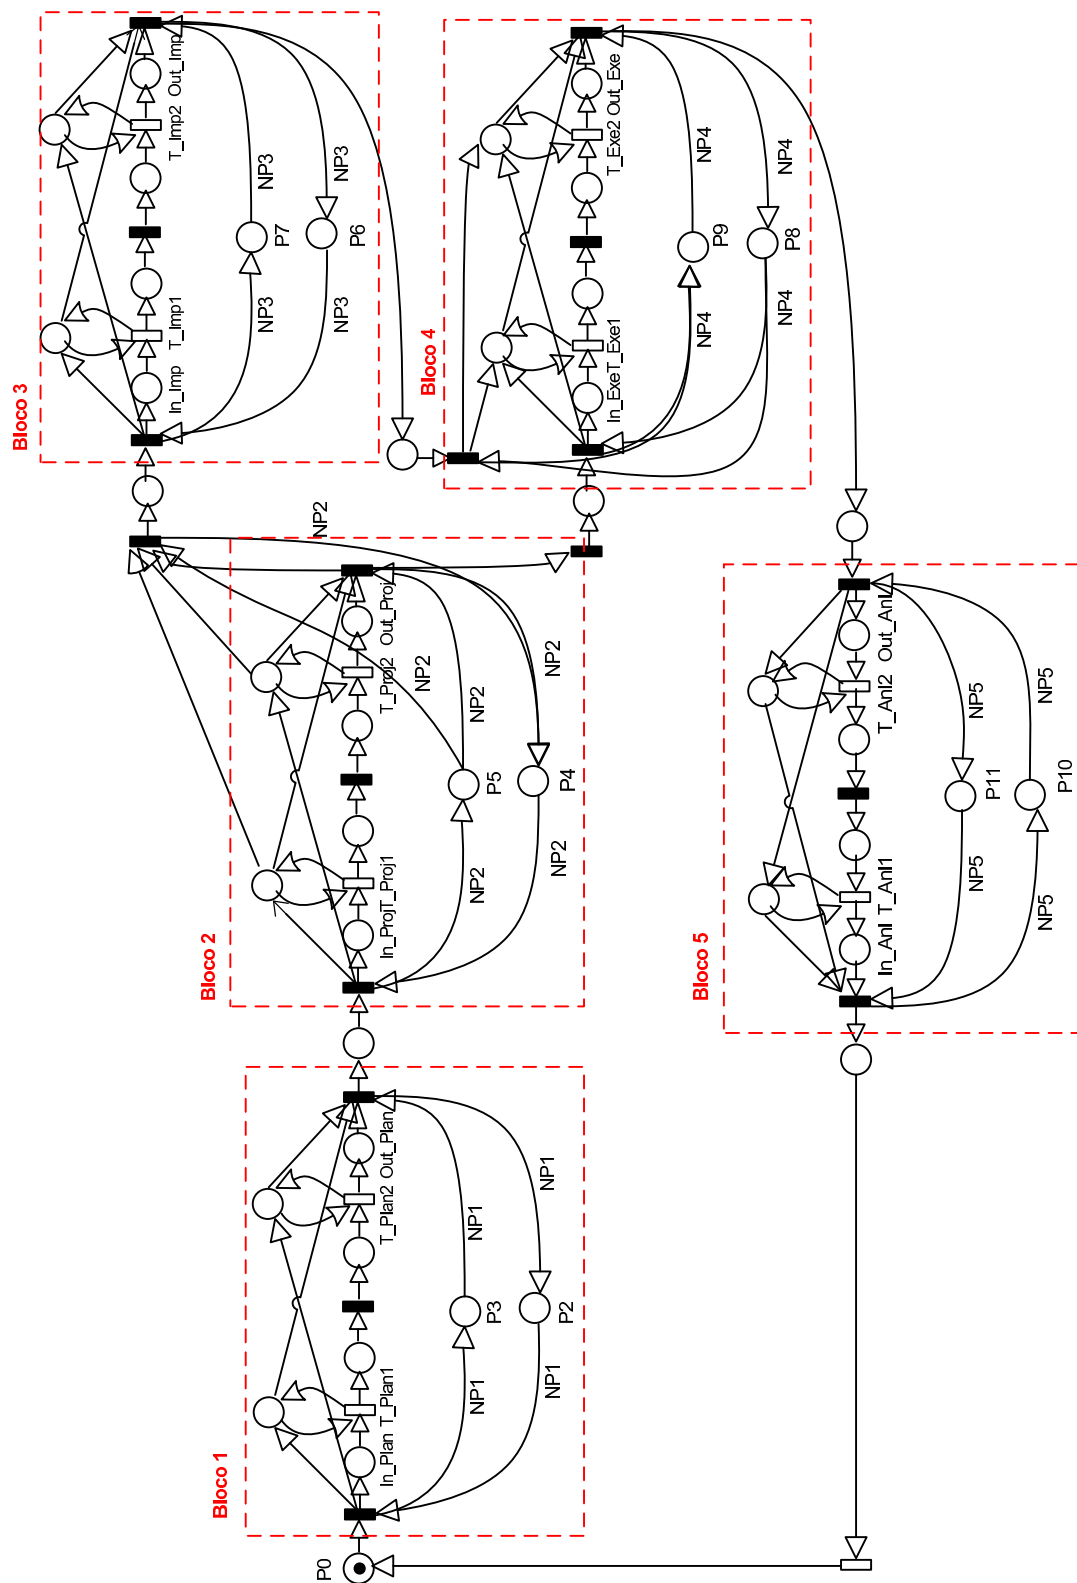 Bloco 1
P0
In_Plan
T_Plan1
T_Plan2
Out_Plan
NP1
P3
NP1
NP1
P2
NP1
Bloco 2
In_Proj
T_Proj1
T_Proj2
Out_Proj
NP2
P5
NP2
NP2
P4
NP2
NP2
NP2
Bloco 3
In_Imp
T_Imp1
T_Imp2
Out_Imp
NP3
P7
NP3
NP3
P6
NP3
Bloco 4
In_Exe
T_Exe1
T_Exe2
Out_Exe
NP4
P9
NP4
NP4
P8
NP4
Bloco 5
In_Anl
T_Anl1
T_Anl2
Out_Anl
NP5
P11
NP5
NP5
P10
NP5